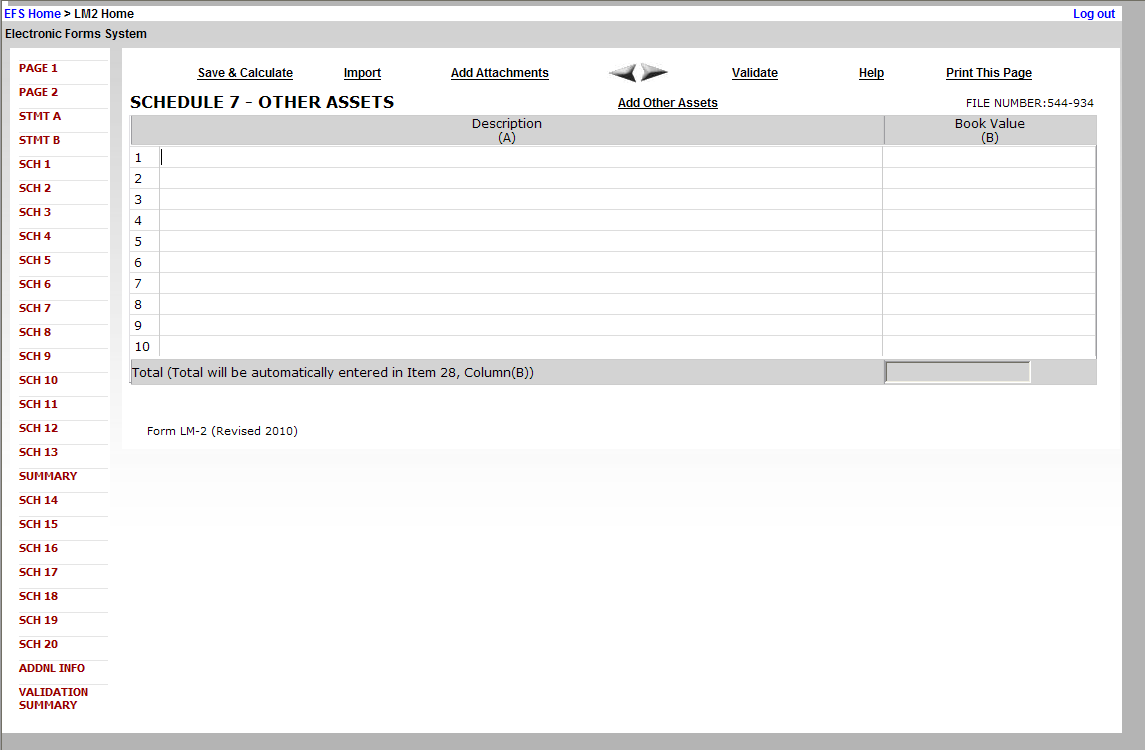 EFS Home > LM2 Home
Log out
Electronic Forms System
PAGE 1
PAGE 2
STMT A
STMT B
SCH 1
SCH 2
SCH 3
SCH 4
SCH 5
SCH 6
SCH 7
SCH 8
SCH 9
SCH 10
SCH 11
SCH 12
SCH 13
SUMMARY
SCH 14
SCH 15
SCH 16
SCH 17
SCH 18
SCH 19
SCH 20
ADDNL INFO
VALIDATION
SUMMARY
Save & Calculate Import Add Attachments Validate Help Print This Page
SCHEDULE 7 - OTHER ASSETS Add Other Assets FILE NUMBER:544-934
Description Book Value
(A) (B)
1
2
3
4
5
6
7
8
9
10
Total (Total will be automatically entered in Item 28, Column(B))
Form LM-2 (Revised 2010)